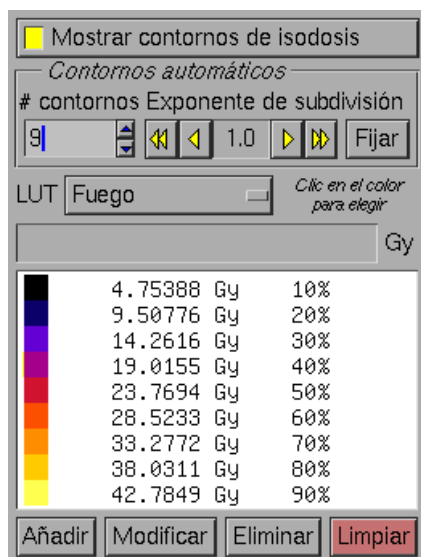 Mostrar contornos de isodosis
Contornos automáticos
# contornos Exponente de subdivisión
9 1.0 Fijar
LUT Fuego Clic en el color
para elegir
Gy
4.75388 Gy 10%
9.50776 Gy 20%
14.2616 Gy 30%
19.0155 Gy 40%
23.7694 Gy 50%
28.5233 Gy 60%
33.2772 Gy 70%
38.0311 Gy 80%
42.7849 Gy 90%
Añadir Modificar Eliminar Limpiar